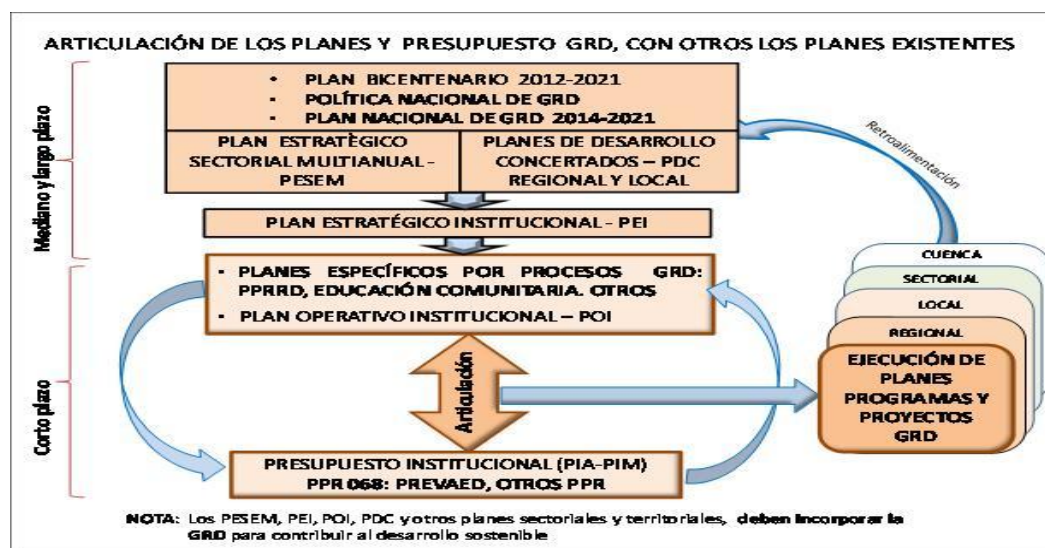 ARTICULACIÓN DE LOS PLANES Y PRESUPUESTO GRD, CON OTROS LOS PLANES EXISTENTES
Mediano y largo plazo
• PLAN BICENTENARIO 2012-2021
• POLÍTICA NACIONAL DE GRD
• PLAN NACIONAL DE GRD 2014-2021
PLAN ESTRATÉGICO
SECTORIAL MULTIANUAL -
PESEM
PLANES DE DESARROLLO
CONCERTADOS – PDC
REGIONAL Y LOCAL
Retroalimentación
PLAN ESTRATÉGICO INSTITUCIONAL - PEI
Corto plazo
• PLANES ESPECÍFICOS POR PROCESOS GRD:
PPRRD, EDUCACIÓN COMUNITARIA. OTROS
• PLAN OPERATIVO INSTITUCIONAL – POI
Articulación
CUENCA
SECTORIAL
LOCAL
REGIONAL
EJECUCIÓN DE
PLANES
PROGRAMAS Y
PROYECTOS
GRD
PRESUPUESTO INSTITUCIONAL (PIA-PIM)
PPR 068: PREVAED, OTROS PPR
NOTA: Los PESEM, PEI, POI, PDC y otros planes sectoriales y territoriales, deben incorporar la
GRD para contribuir al desarrollo sostenible